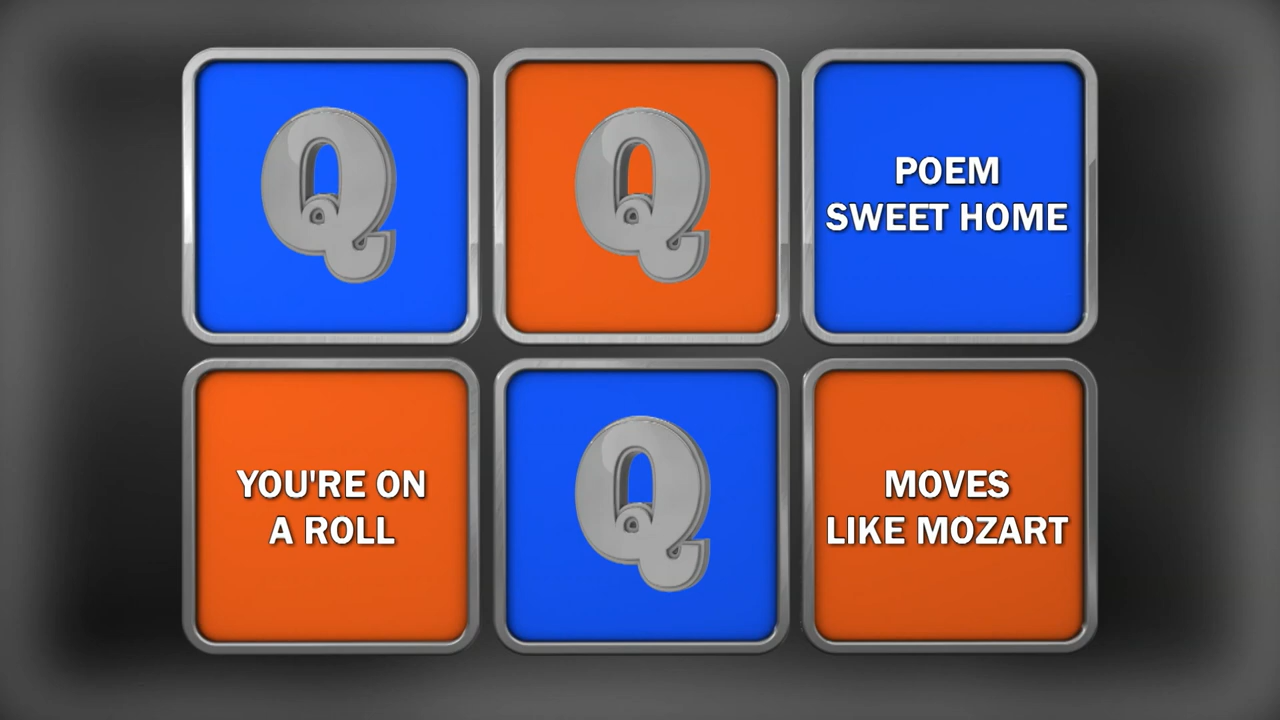 Q
Q
POEM
SWEET HOME
YOU'RE ON
A ROLL
Q
MOVES
LIKE MOZART